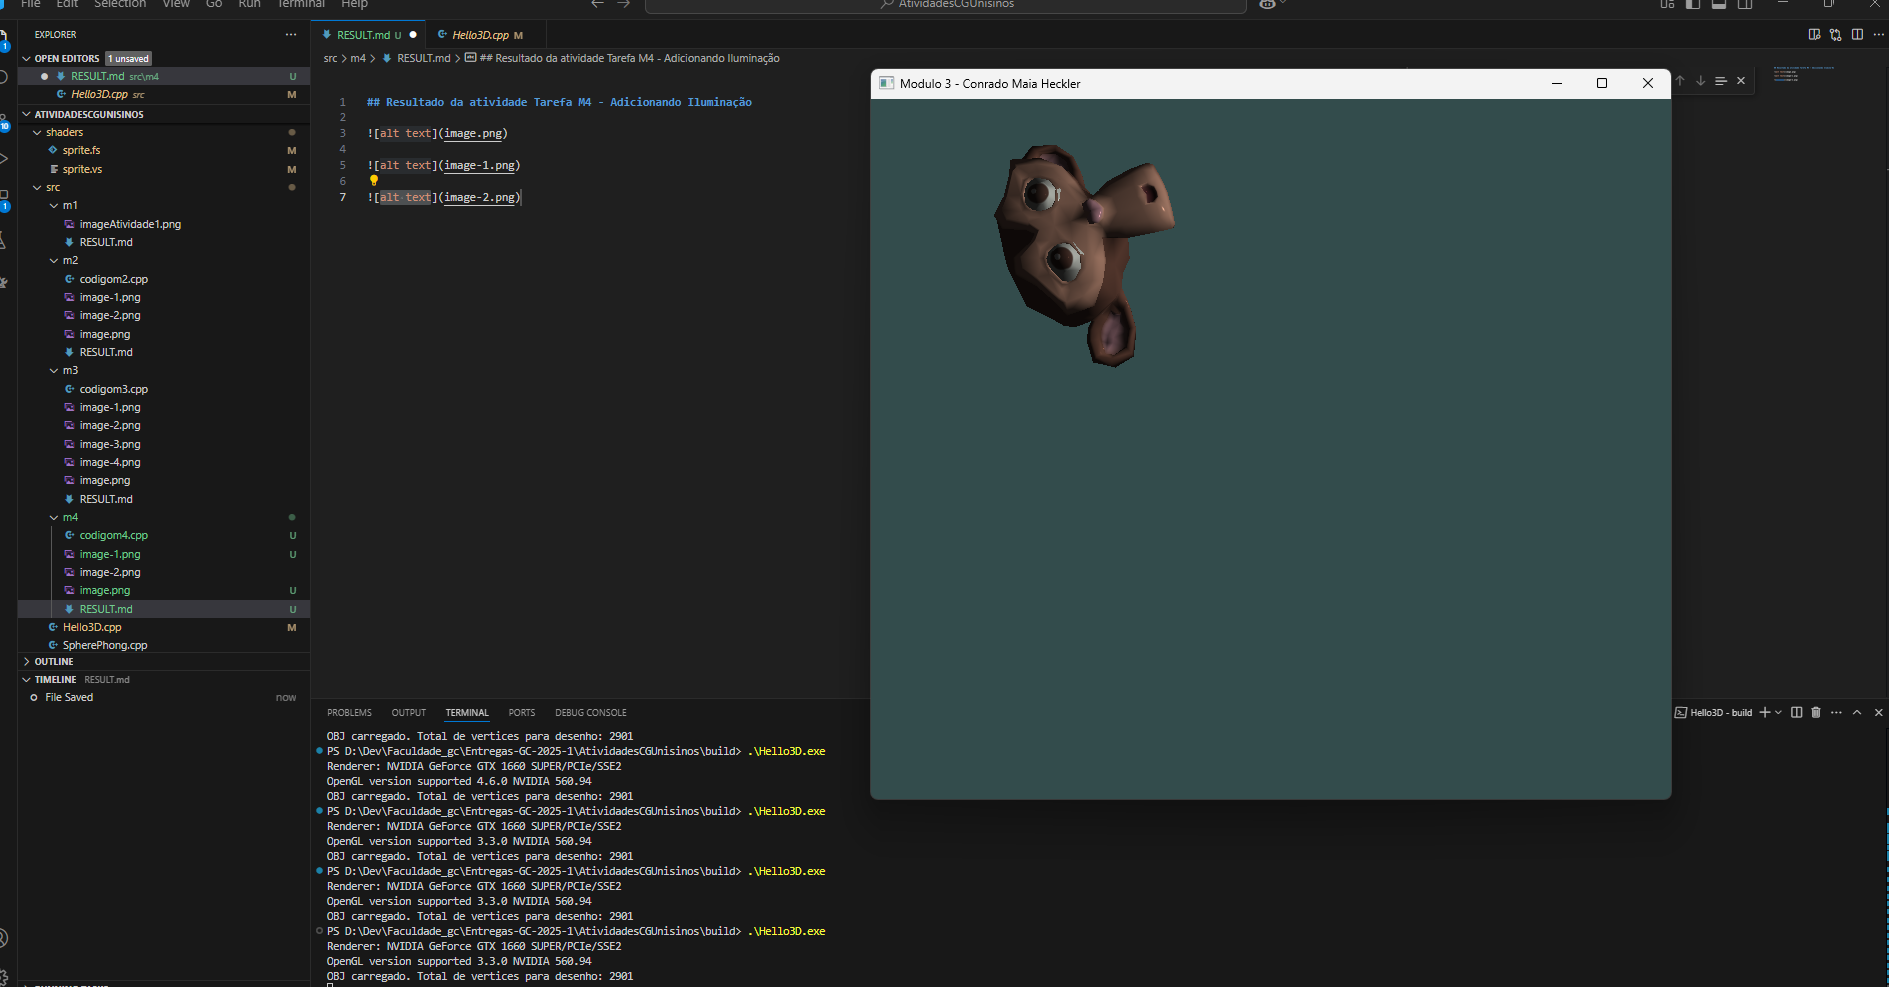 File Edit Selection View Go Run Terminal Help
AtividadesCGUnisinos
EXPLORER
OPEN EDITORS 1 unsaved
RESULT.md src\m4 U
Hello3D.cpp src M
ATIVIDADESCGUNISINOS
shaders
sprite.fs M
sprite.vs M
src
m1
imageAtividade1.png
RESULT.md
m2
codigom2.cpp
image-1.png
image-2.png
image.png
RESULT.md
m3
codigom3.cpp
image-1.png
image-2.png
image-3.png
image-4.png
image.png
RESULT.md
m4
codigom4.cpp U
image-1.png U
image-2.png
image.png U
RESULT.md U
Hello3D.cpp M
SpherePhong.cpp
OUTLINE
TIMELINE RESULT.md
File Saved now
1
10
1
RESULT.md U
Hello3D.cpp M
src > m4 > RESULT.md > ## Resultado da atividade Tarefa M4 - Adicionando Iluminação
1 ## Resultado da atividade Tarefa M4 - Adicionando Iluminação
2
3 ![alt text](image.png)
4
5 ![alt text](image-1.png)
6
7 ![alt text](image-2.png)
Modulo 3 - Conrado Maia Heckler
PROBLEMS OUTPUT TERMINAL PORTS DEBUG CONSOLE
Hello3D - build
OBJ carregado. Total de vertices para desenho: 2901
PS D:\Dev\Faculdade_gc\Entregas-GC-2025-1\AtividadesCGUnisinos\build> .\Hello3D.exe
Renderer: NVIDIA GeForce GTX 1660 SUPER/PCIe/SSE2
OpenGL version supported 4.6.0 NVIDIA 560.94
OBJ carregado. Total de vertices para desenho: 2901
PS D:\Dev\Faculdade_gc\Entregas-GC-2025-1\AtividadesCGUnisinos\build> .\Hello3D.exe
Renderer: NVIDIA GeForce GTX 1660 SUPER/PCIe/SSE2
OpenGL version supported 3.3.0 NVIDIA 560.94
OBJ carregado. Total de vertices para desenho: 2901
PS D:\Dev\Faculdade_gc\Entregas-GC-2025-1\AtividadesCGUnisinos\build> .\Hello3D.exe
Renderer: NVIDIA GeForce GTX 1660 SUPER/PCIe/SSE2
OpenGL version supported 3.3.0 NVIDIA 560.94
OBJ carregado. Total de vertices para desenho: 2901
PS D:\Dev\Faculdade_gc\Entregas-GC-2025-1\AtividadesCGUnisinos\build> .\Hello3D.exe
Renderer: NVIDIA GeForce GTX 1660 SUPER/PCIe/SSE2
OpenGL version supported 3.3.0 NVIDIA 560.94
OBJ carregado. Total de vertices para desenho: 2901